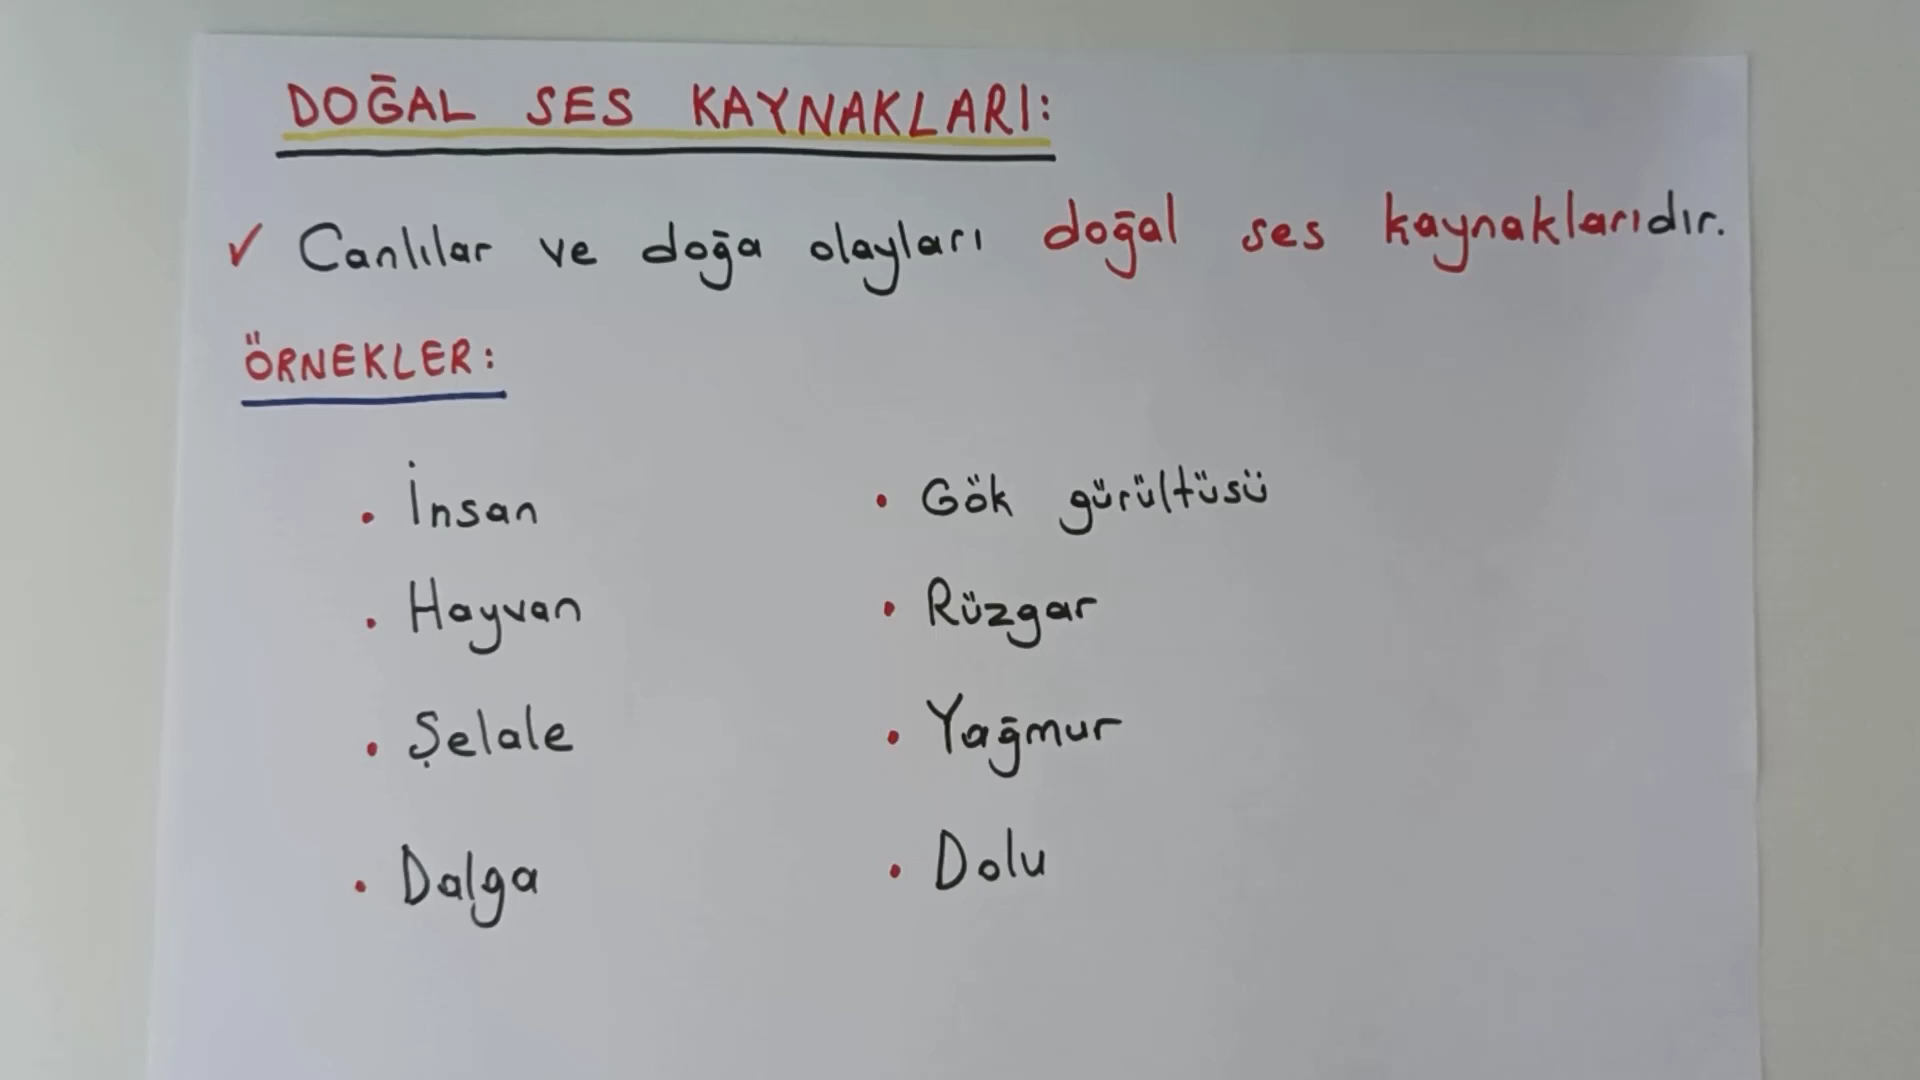 DOĞAL SES KAYNAKLARI:
✓ Canlılar ve doğa olayları doğal ses kaynaklarıdır.
ÖRNEKLER:
• İnsan
• Hayvan
• Şelale
• Dalga
• Gök gürültüsü
• Rüzgar
• Yağmur
• Dolu